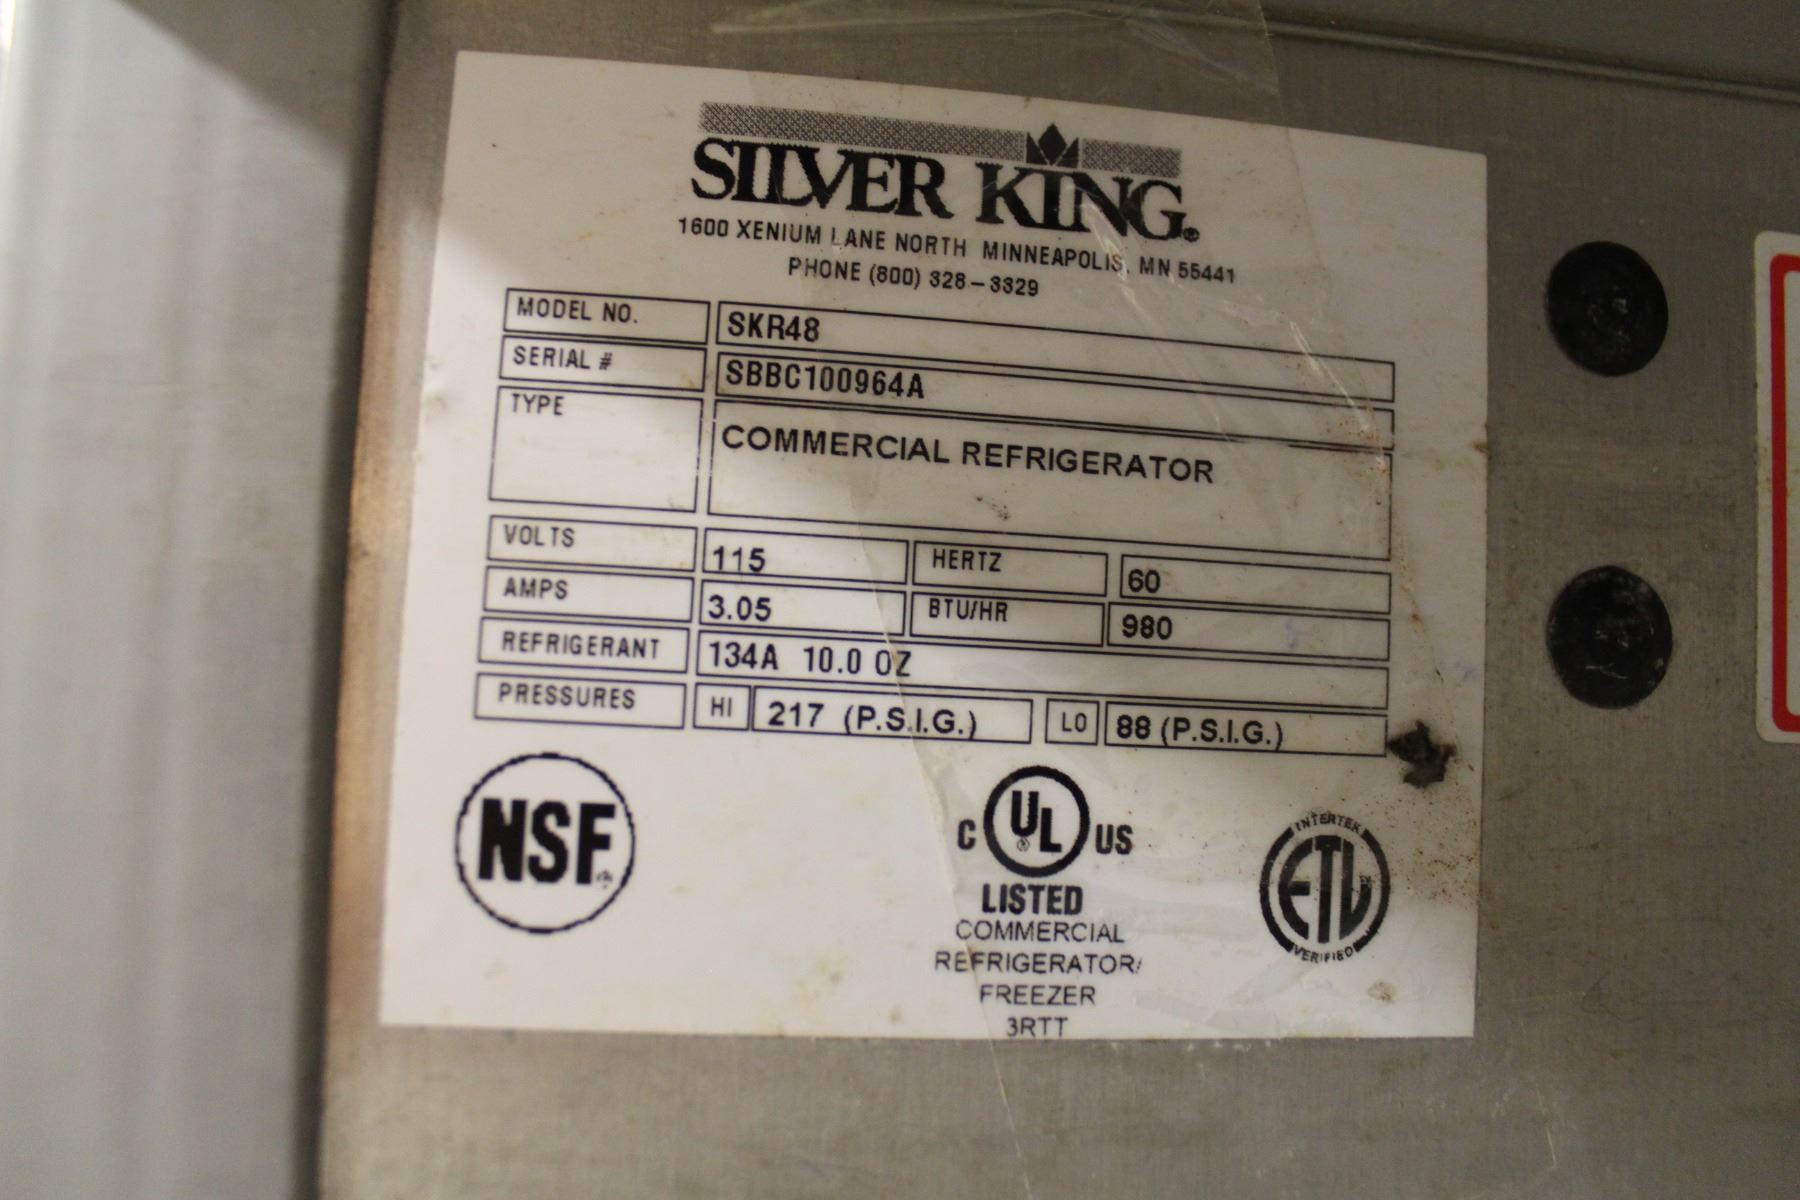 SILVER KING®
1600 XENIUM LANE NORTH MINNEAPOLIS, MN 55441
PHONE (800) 328-3329
MODEL NO. SKR48
SERIAL # SBBC100964A
TYPE COMMERCIAL REFRIGERATOR
VOLTS 115 HERTZ 60
AMPS 3.05 BTU/HR 980
REFRIGERANT 134A 10.0 OZ
PRESSURES HI 217 (P.S.I.G.) LO 88 (P.S.I.G.)
NSF®
C UL® US
LISTED
COMMERCIAL
REFRIGERATOR/
FREEZER
3RTT
INTERTEK
ETL
VERIFIED